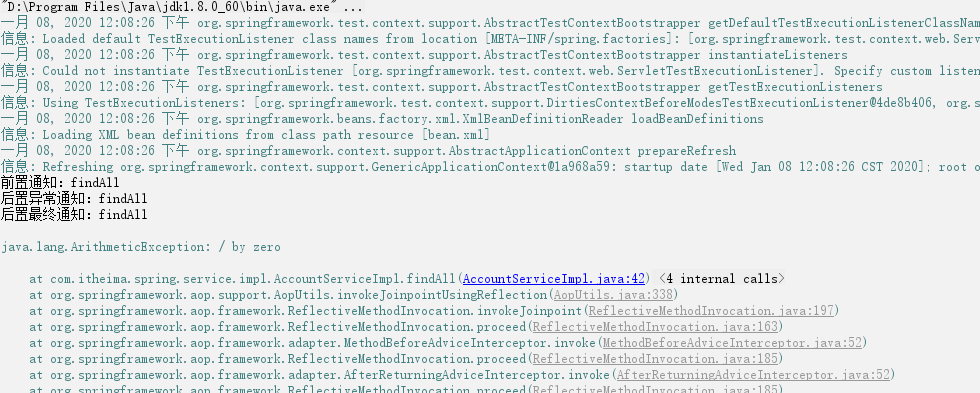 "D:\Program Files\Java\jdk1.8.0_60\bin\java.exe" ...
一月 08, 2020 12:08:26 下午 org.springframework.test.context.support.AbstractTestContextBootstrapper getDefaultTestExecutionListenerClassNam
信息: Loaded default TestExecutionListener class names from location [META-INF/spring.factories]: [org.springframework.test.context.web.Serv
一月 08, 2020 12:08:26 下午 org.springframework.test.context.support.AbstractTestContextBootstrapper instantiateListeners
信息: Could not instantiate TestExecutionListener [org.springframework.test.context.web.ServletTestExecutionListener]. Specify custom listen
一月 08, 2020 12:08:26 下午 org.springframework.test.context.support.AbstractTestContextBootstrapper getTestExecutionListeners
信息: Using TestExecutionListeners: [org.springframework.test.context.support.DirtiesContextBeforeModesTestExecutionListener@4de8b406, org.s
一月 08, 2020 12:08:26 下午 org.springframework.beans.factory.xml.XmlBeanDefinitionReader loadBeanDefinitions
信息: Loading XML bean definitions from class path resource [bean.xml]
一月 08, 2020 12:08:26 下午 org.springframework.context.support.AbstractApplicationContext prepareRefresh
信息: Refreshing org.springframework.context.support.GenericApplicationContext@1a968a59: startup date [Wed Jan 08 12:08:26 CST 2020]; root o
前置通知：findAll
后置异常通知：findAll
后置最终通知：findAll
java.lang.ArithmeticException: / by zero
at com.itheima.spring.service.impl.AccountServiceImpl.findAll(AccountServiceImpl.java:42) <4 internal calls>
at org.springframework.aop.support.AopUtils.invokeJoinpointUsingReflection(AopUtils.java:338)
at org.springframework.aop.framework.ReflectiveMethodInvocation.invokeJoinpoint(ReflectiveMethodInvocation.java:197)
at org.springframework.aop.framework.ReflectiveMethodInvocation.proceed(ReflectiveMethodInvocation.java:163)
at org.springframework.aop.framework.adapter.MethodBeforeAdviceInterceptor.invoke(MethodBeforeAdviceInterceptor.java:52)
at org.springframework.aop.framework.ReflectiveMethodInvocation.proceed(ReflectiveMethodInvocation.java:185)
at org.springframework.aop.framework.adapter.AfterReturningAdviceInterceptor.invoke(AfterReturningAdviceInterceptor.java:52)
at org.springframework.aop.framework.ReflectiveMethodInvocation.proceed(ReflectiveMethodInvocation.java:185)